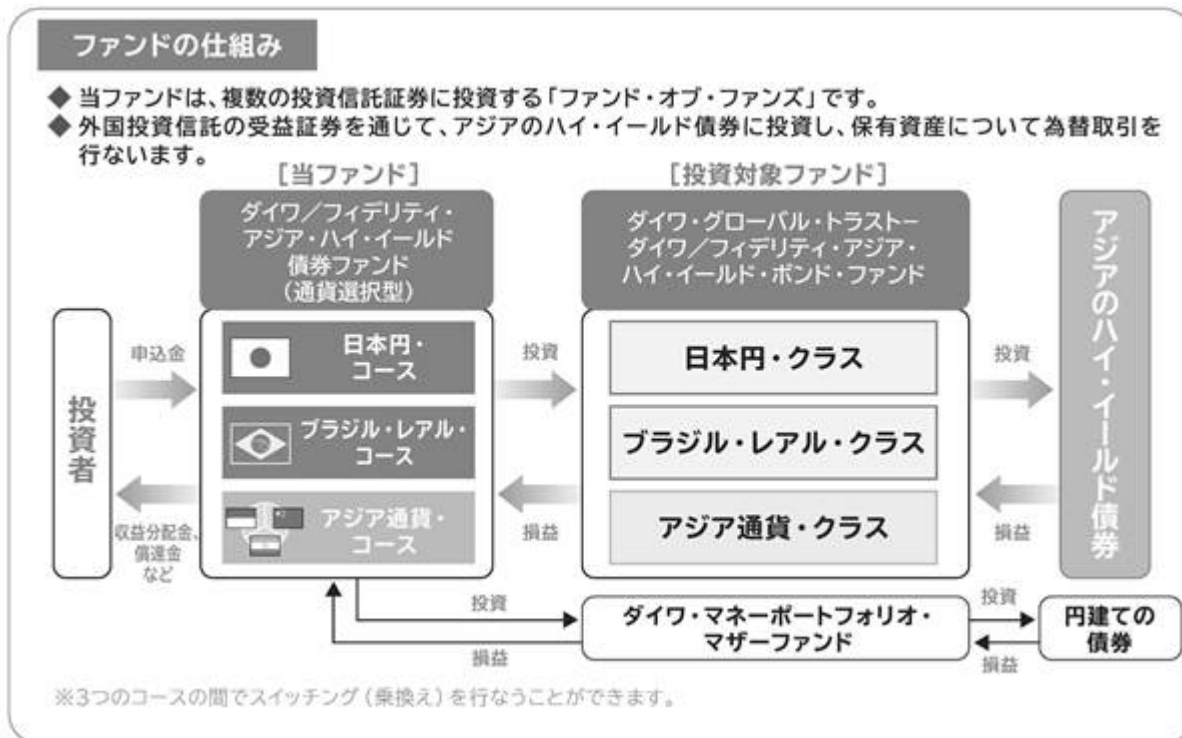 ファンドの仕組み
◆ 当ファンドは、複数の投資信託証券に投資する「ファンド・オブ・ファンズ」です。
◆ 外国投資信託の受益証券を通じて、アジアのハイ・イールド債券に投資し、保有資産について為替取引を
行ないます。
[当ファンド]
ダイワ／フィデリティ・
アジア・ハイ・イールド
債券ファンド
（通貨選択型）
[投資対象ファンド]
ダイワ・グローバル・トラストー
ダイワ／フィデリティ・アジア・
ハイ・イールド・ボンド・ファンド
投資者
申込金
収益分配金、
償還金
など
日本円・
コース
ブラジル・レアル・
コース
アジア通貨・
コース
投資
損益
日本円・クラス
ブラジル・レアル・クラス
アジア通貨・クラス
投資
損益
アジアのハイ・イールド債券
投資
損益
ダイワ・マネーポートフォリオ・
マザーファンド
投資
損益
円建ての
債券
※3つのコースの間でスイッチング（乗換え）を行なうことができます。